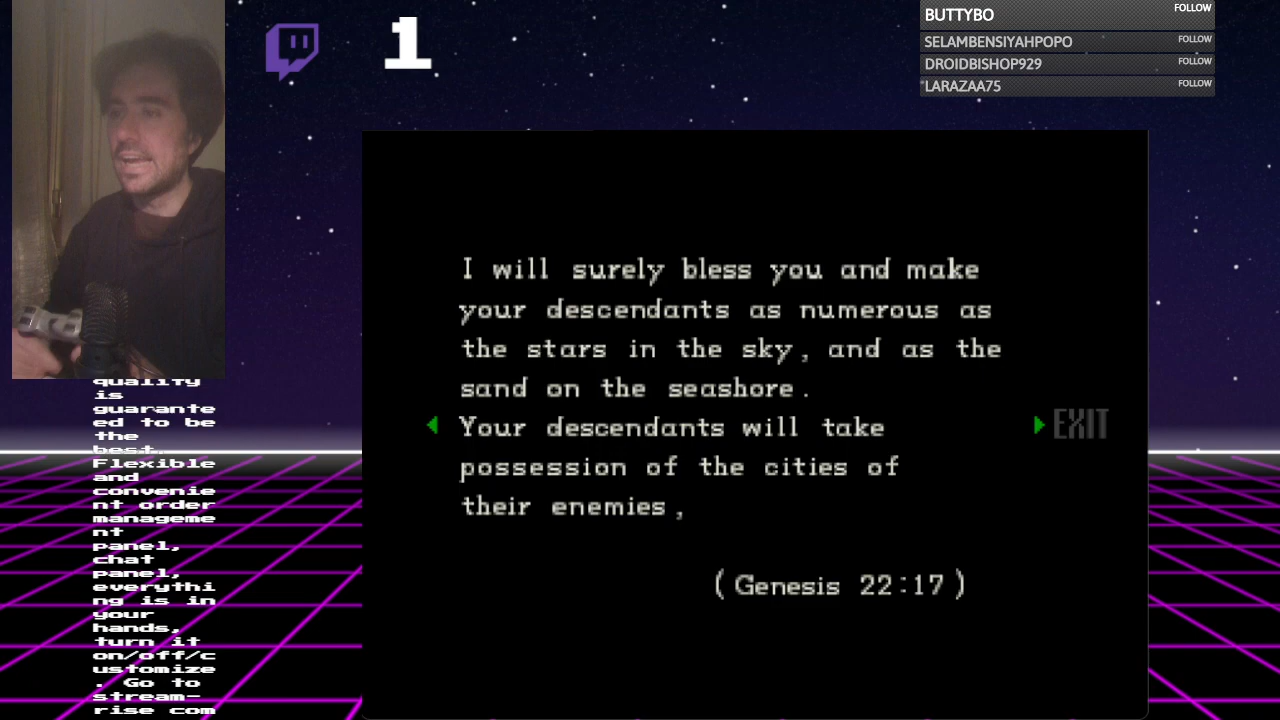 1
BUTTYBO FOLLOW
SELAMBENSIYAHPOPO FOLLOW
DROIDBISHOP929 FOLLOW
LARAZAA75 FOLLOW
I will surely bless you and make
your descendants as numerous as
the stars in the sky, and as the
sand on the seashore.
Your descendants will take
possession of the cities of
their enemies,
(Genesis 22:17)
EXIT
quality
is
guarante
ed to be
the
best.
Flexible
and
convenie
nt order
manageme
nt
panel,
chat
panel,
everythi
ng is in
your
hands,
turn it
on/off/c
ustomize
. Go to
stream-
rise com